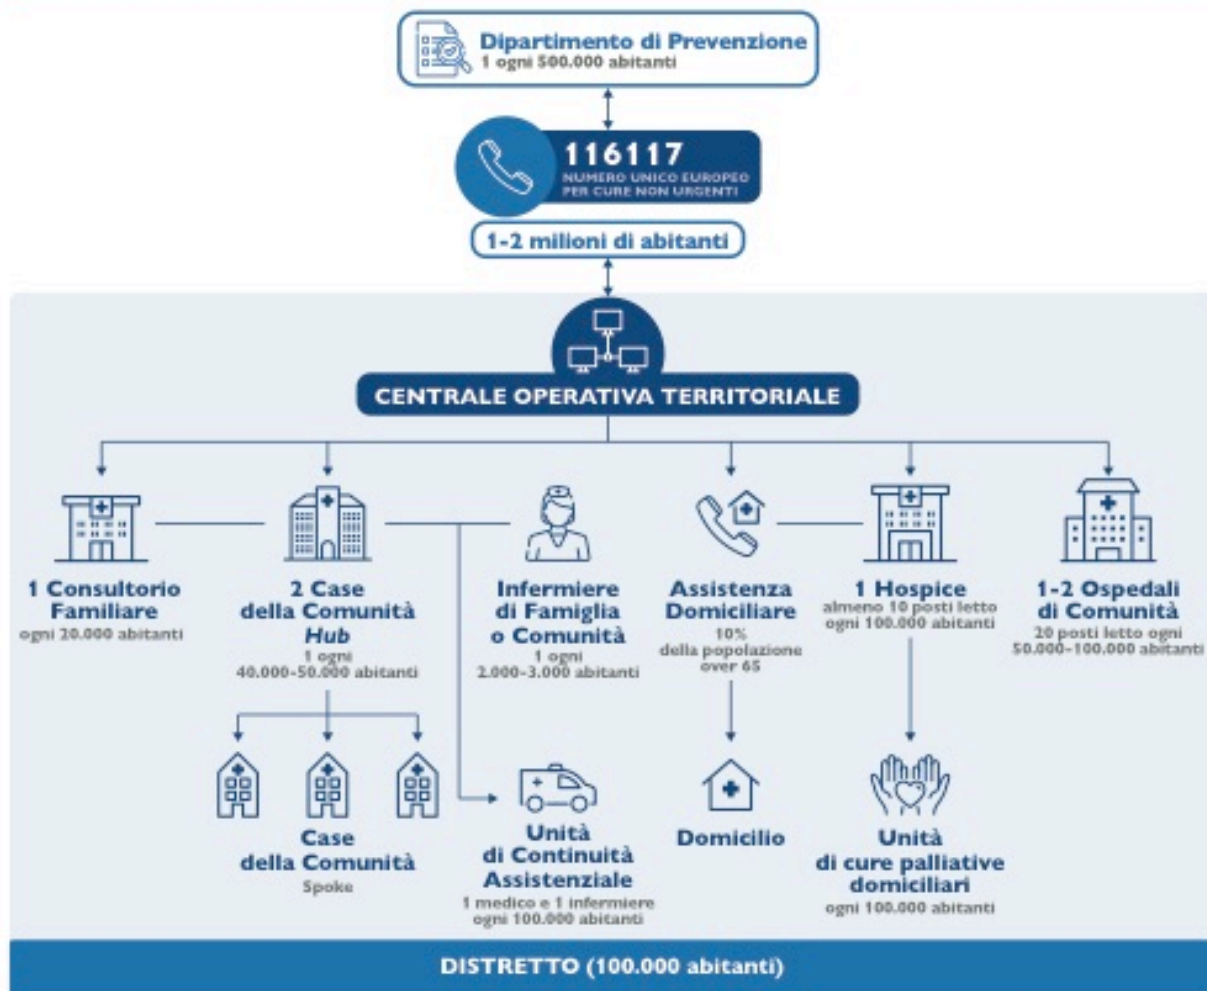 Dipartimento di Prevenzione
1 ogni 500.000 abitanti
116117
NUMERO UNICO EUROPEO
PER CURE NON URGENTI
1-2 milioni di abitanti
CENTRALE OPERATIVA TERRITORIALE
1 Consultorio
Familiare
ogni 20.000 abitanti
2 Case
della Comunità
Hub
1 ogni
40.000-50.000 abitanti
Infermiere
di Famiglia
o Comunità
1 ogni
2.000-3.000 abitanti
Assistenza
Domiciliare
10%
della popolazione
over 65
1 Hospice
almeno 10 posti letto
ogni 100.000 abitanti
1-2 Ospedali
di Comunità
20 posti letto ogni
50.000-100.000 abitanti
Case
della Comunità
Spoke
Unità
di Continuità
Assistenziale
1 medico e 1 infermiere
ogni 100.000 abitanti
Domicilio
Unità
di cure palliative
domiciliari
ogni 100.000 abitanti
DISTRETTO (100.000 abitanti)